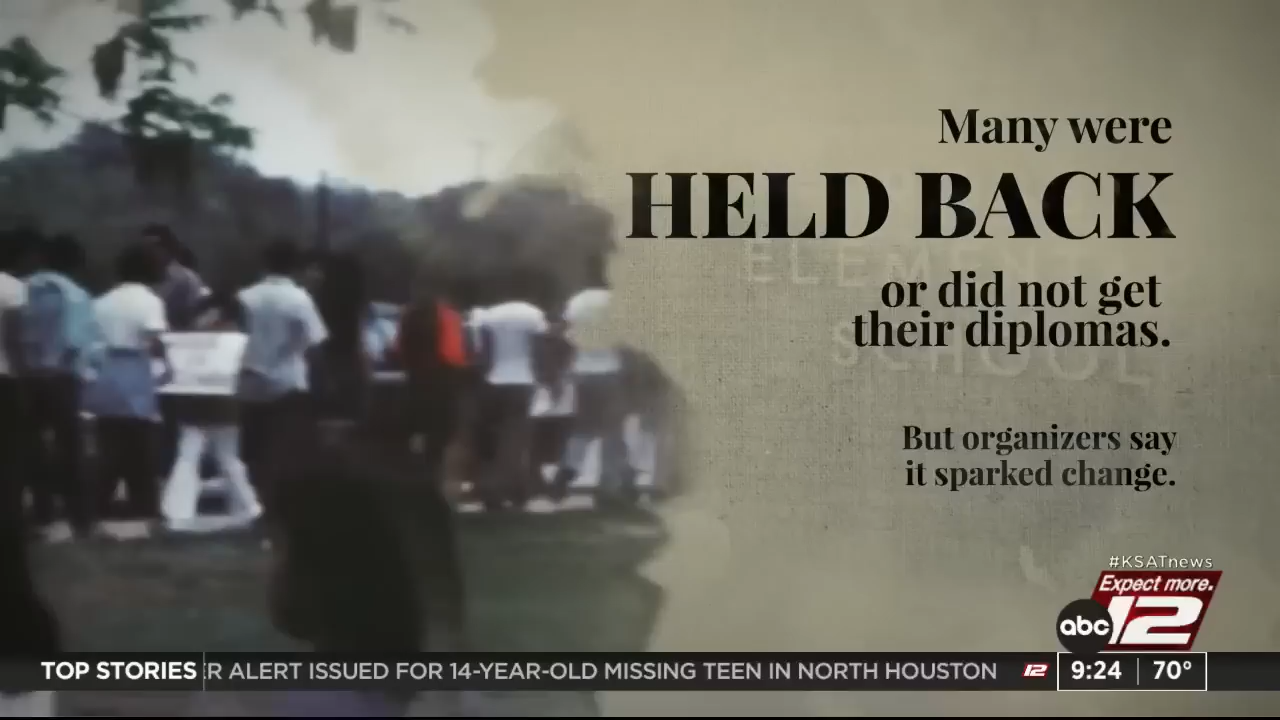 Many were
HELD BACK
ELEMENT
or did not get
their diplomas.
SCHOOL
But organizers say
it sparked change.
#KSATnews
Expect more.
abc 12
TOP STORIES R ALERT ISSUED FOR 14-YEAR-OLD MISSING TEEN IN NORTH HOUSTON 12 9:24 70°